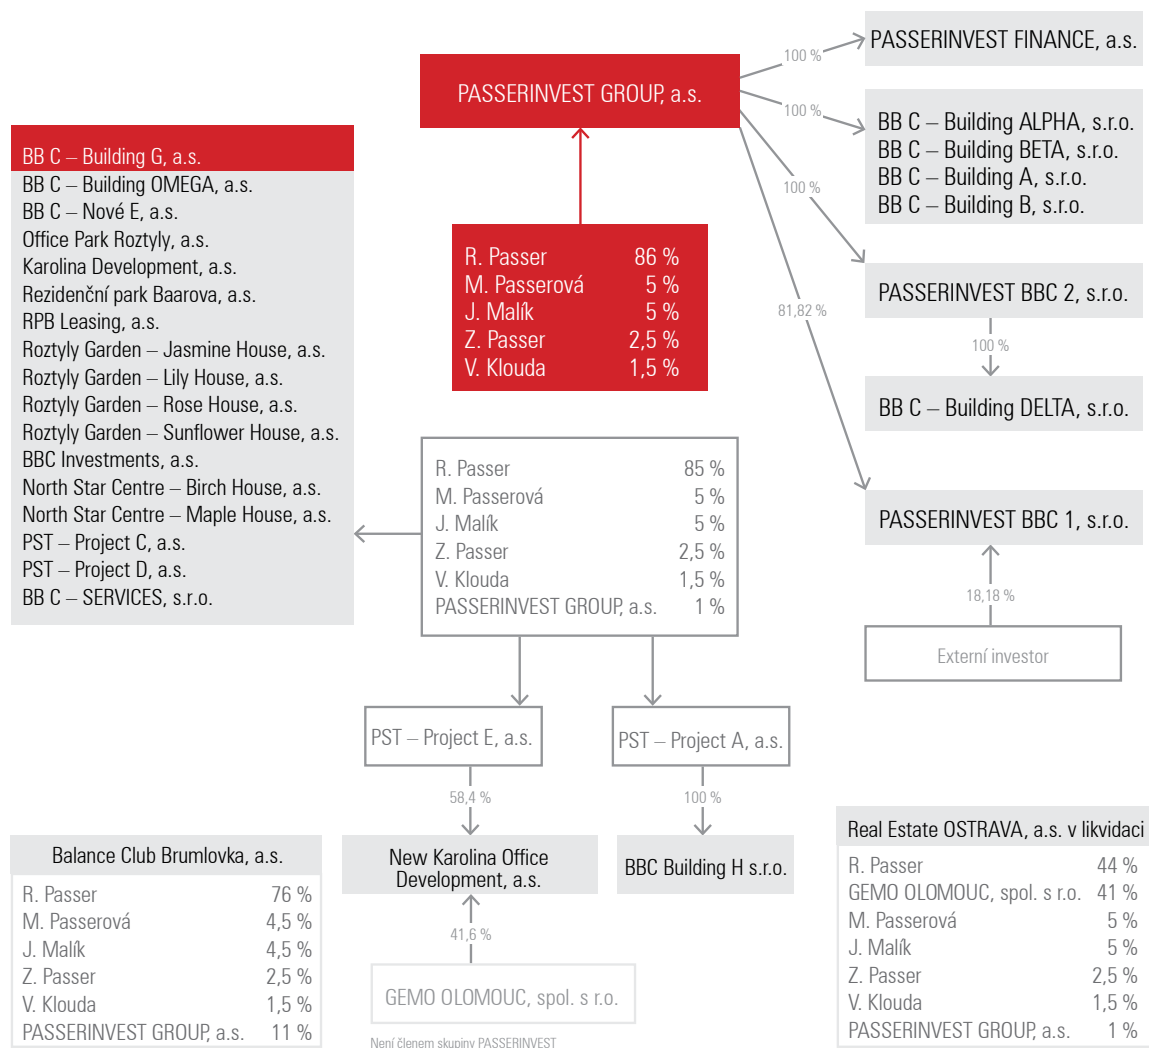 PASSERINVEST GROUP, a.s.
100 %
PASSERINVEST FINANCE, a.s.
100 %
BB C – Building ALPHA, s.r.o.
BB C – Building BETA, s.r.o.
BB C – Building A, s.r.o.
BB C – Building B, s.r.o.
100 %
PASSERINVEST BBC 2, s.r.o.
100 %
BB C – Building DELTA, s.r.o.
81,82 %
PASSERINVEST BBC 1, s.r.o.
18,18 %
Externí investor
R. Passer 86 %
M. Passerová 5 %
J. Malík 5 %
Z. Passer 2,5 %
V. Klouda 1,5 %
BB C – Building G, a.s.
BB C – Building OMEGA, a.s.
BB C – Nové E, a.s.
Office Park Roztyly, a.s.
Karolina Development, a.s.
Rezidenční park Baarova, a.s.
RPB Leasing, a.s.
Roztyly Garden – Jasmine House, a.s.
Roztyly Garden – Lily House, a.s.
Roztyly Garden – Rose House, a.s.
Roztyly Garden – Sunflower House, a.s.
BBC Investments, a.s.
North Star Centre – Birch House, a.s.
North Star Centre – Maple House, a.s.
PST – Project C, a.s.
PST – Project D, a.s.
BB C – SERVICES, s.r.o.
R. Passer 85 %
M. Passerová 5 %
J. Malík 5 %
Z. Passer 2,5 %
V. Klouda 1,5 %
PASSERINVEST GROUP, a.s. 1 %
PST – Project E, a.s.
PST – Project A, a.s.
58,4 %
100 %
New Karolina Office
Development, a.s.
BBC Building H s.r.o.
41,6 %
GEMO OLOMOUC, spol. s r.o.
Není členem skupiny PASSERINVEST
Balance Club Brumlovka, a.s.
R. Passer 76 %
M. Passerová 4,5 %
J. Malík 4,5 %
Z. Passer 2,5 %
V. Klouda 1,5 %
PASSERINVEST GROUP, a.s. 11 %
Real Estate OSTRAVA, a.s. v likvidaci
R. Passer 44 %
GEMO OLOMOUC, spol. s r.o. 41 %
M. Passerová 5 %
J. Malík 5 %
Z. Passer 2,5 %
V. Klouda 1,5 %
PASSERINVEST GROUP, a.s. 1 %